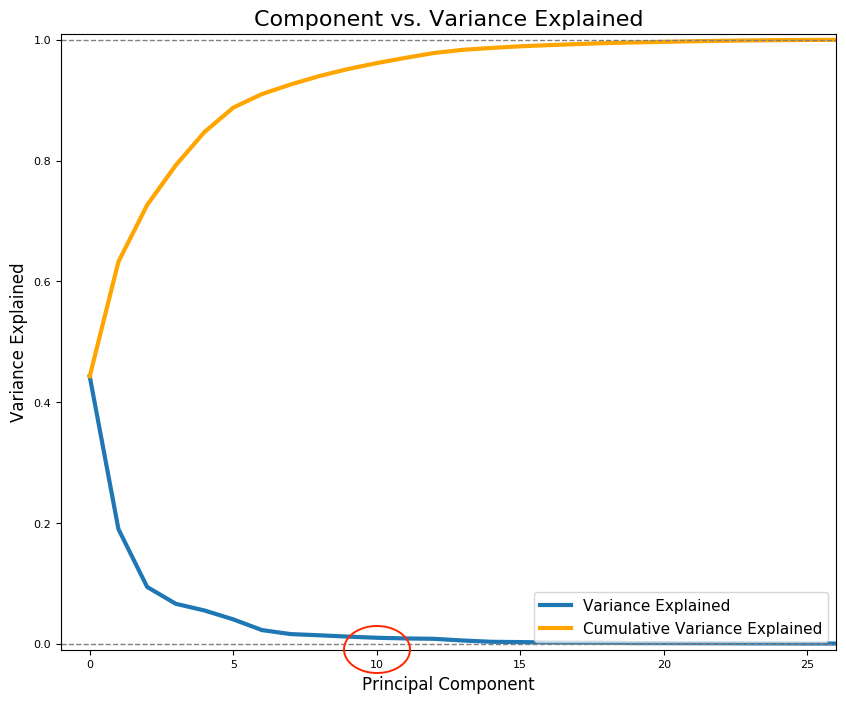 Component vs. Variance Explained
1.0
0.8
0.6
0.4
0.2
0.0
Variance Explained
Variance Explained
Cumulative Variance Explained
0 5 10 15 20 25
Principal Component